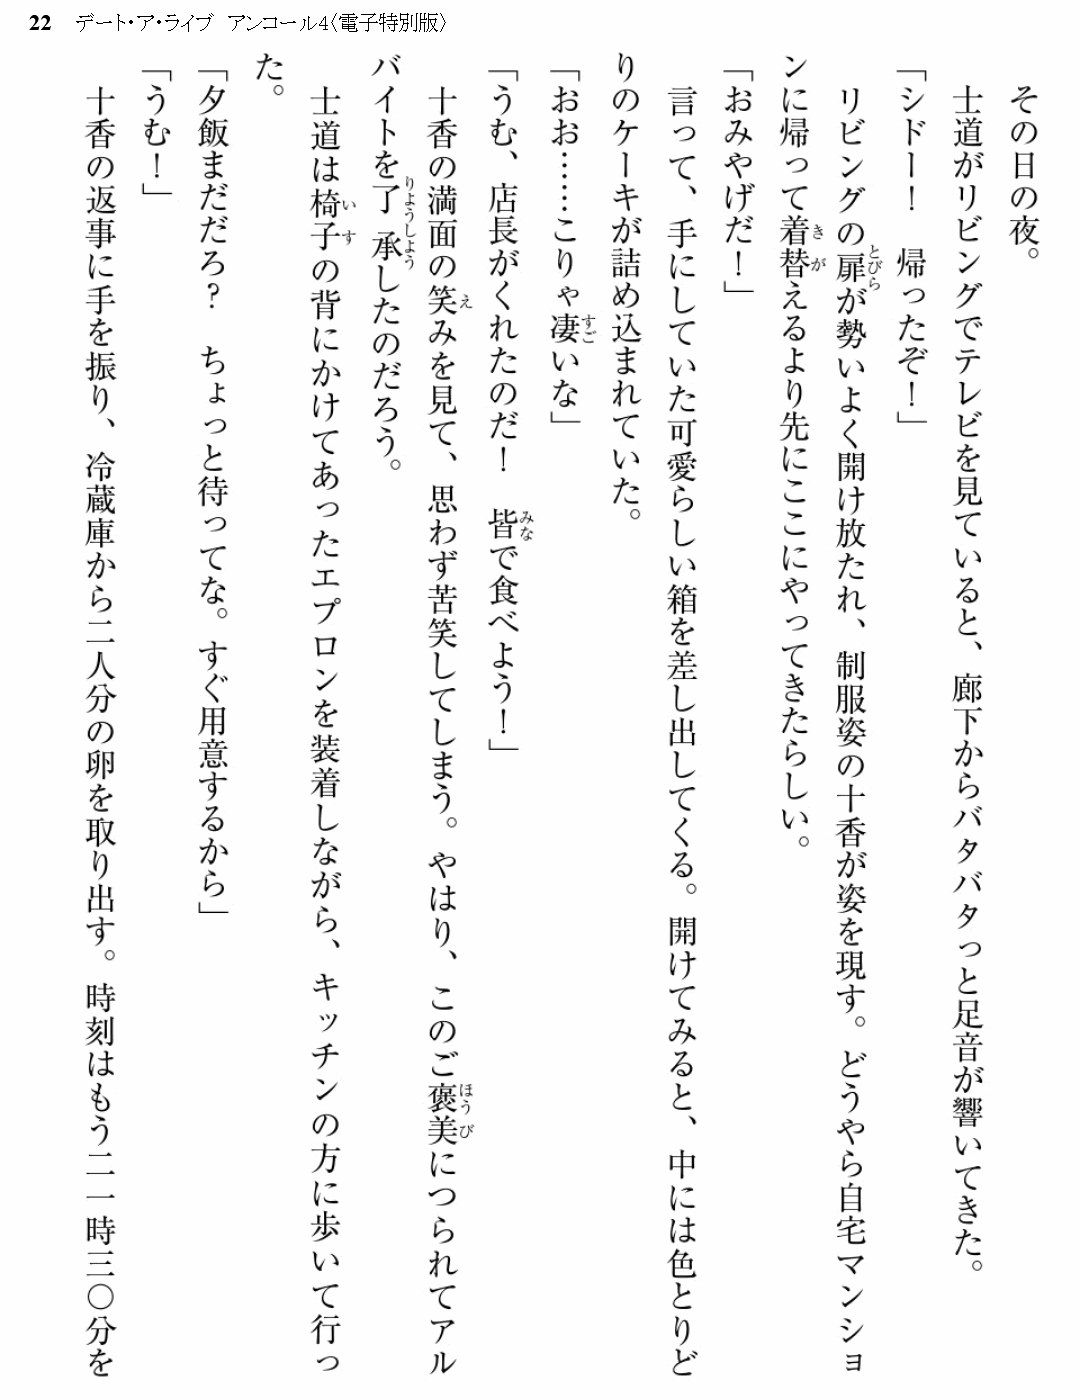 22 デート・ア・ライブ アンコール4〈電子特別版〉
その日の夜。
士道がリビングでテレビを見ていると、廊下からバタバタっと足音が響いてきた。
「シドー！　帰ったぞ！」
リビングの扉が勢いよく開け放たれ、制服姿の十香が姿を現す。どうやら自宅マンショ
ンに帰って着替えるより先にここにやってきたらしい。
「おみやげだ！」
言って、手にしていた可愛らしい箱を差し出してくる。開けてみると、中には色とりど
りのケーキが詰め込まれていた。
「おお……こりゃ凄いな」
「うむ、店長がくれたのだ！　皆で食べよう！」
十香の満面の笑みを見て、思わず苦笑してしまう。やはり、このご褒美につられてアル
バイトを了承したのだろう。
士道は椅子の背にかけてあったエプロンを装着しながら、キッチンの方に歩いて行っ
た。
「夕飯まだだろ？　ちょっと待ってな。すぐ用意するから」
「うむ！」
十香の返事に手を振り、冷蔵庫から二人分の卵を取り出す。時刻はもう二一時三〇分を